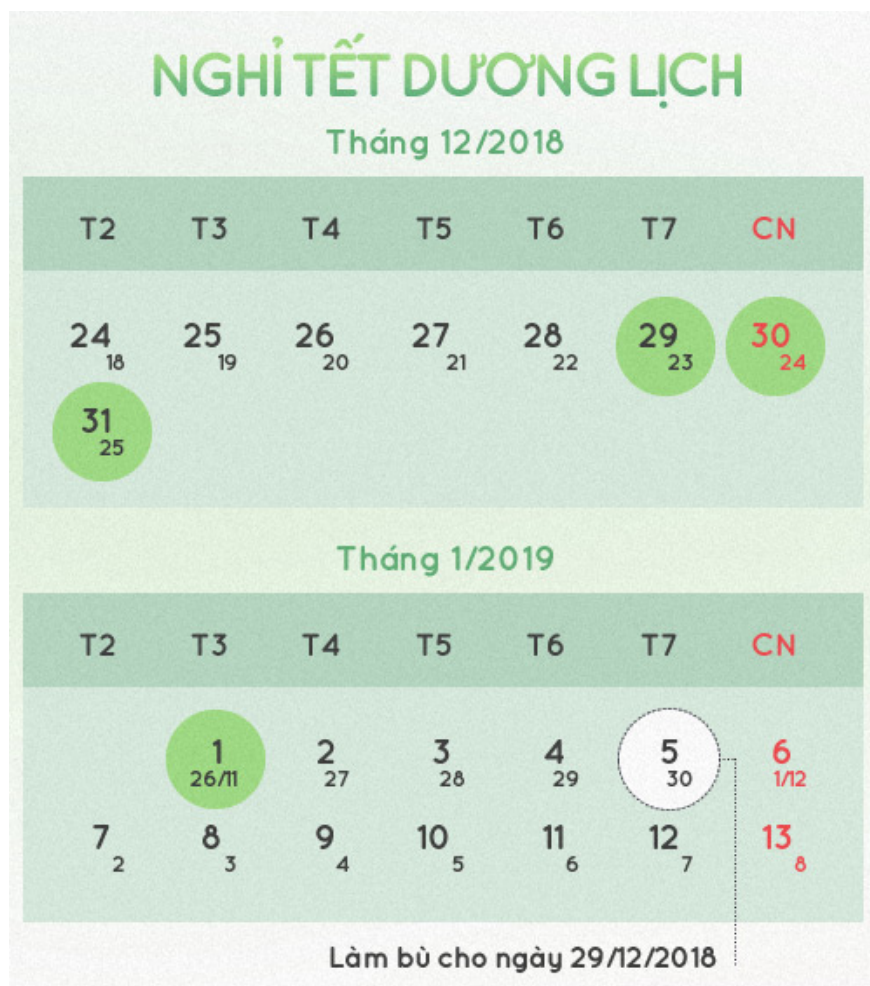 NGHỈ TẾT DƯƠNG LỊCH
Tháng 12/2018
T2 T3 T4 T5 T6 T7 CN
24 25 26 27 28 29 30
18 19 20 21 22 23 24
31
25
Tháng 1/2019
T2 T3 T4 T5 T6 T7 CN
1 2 3 4 5 6
26/11 27 28 29 30 1/12
7 8 9 10 11 12 13
2 3 4 5 6 7 8
Làm bù cho ngày 29/12/2018